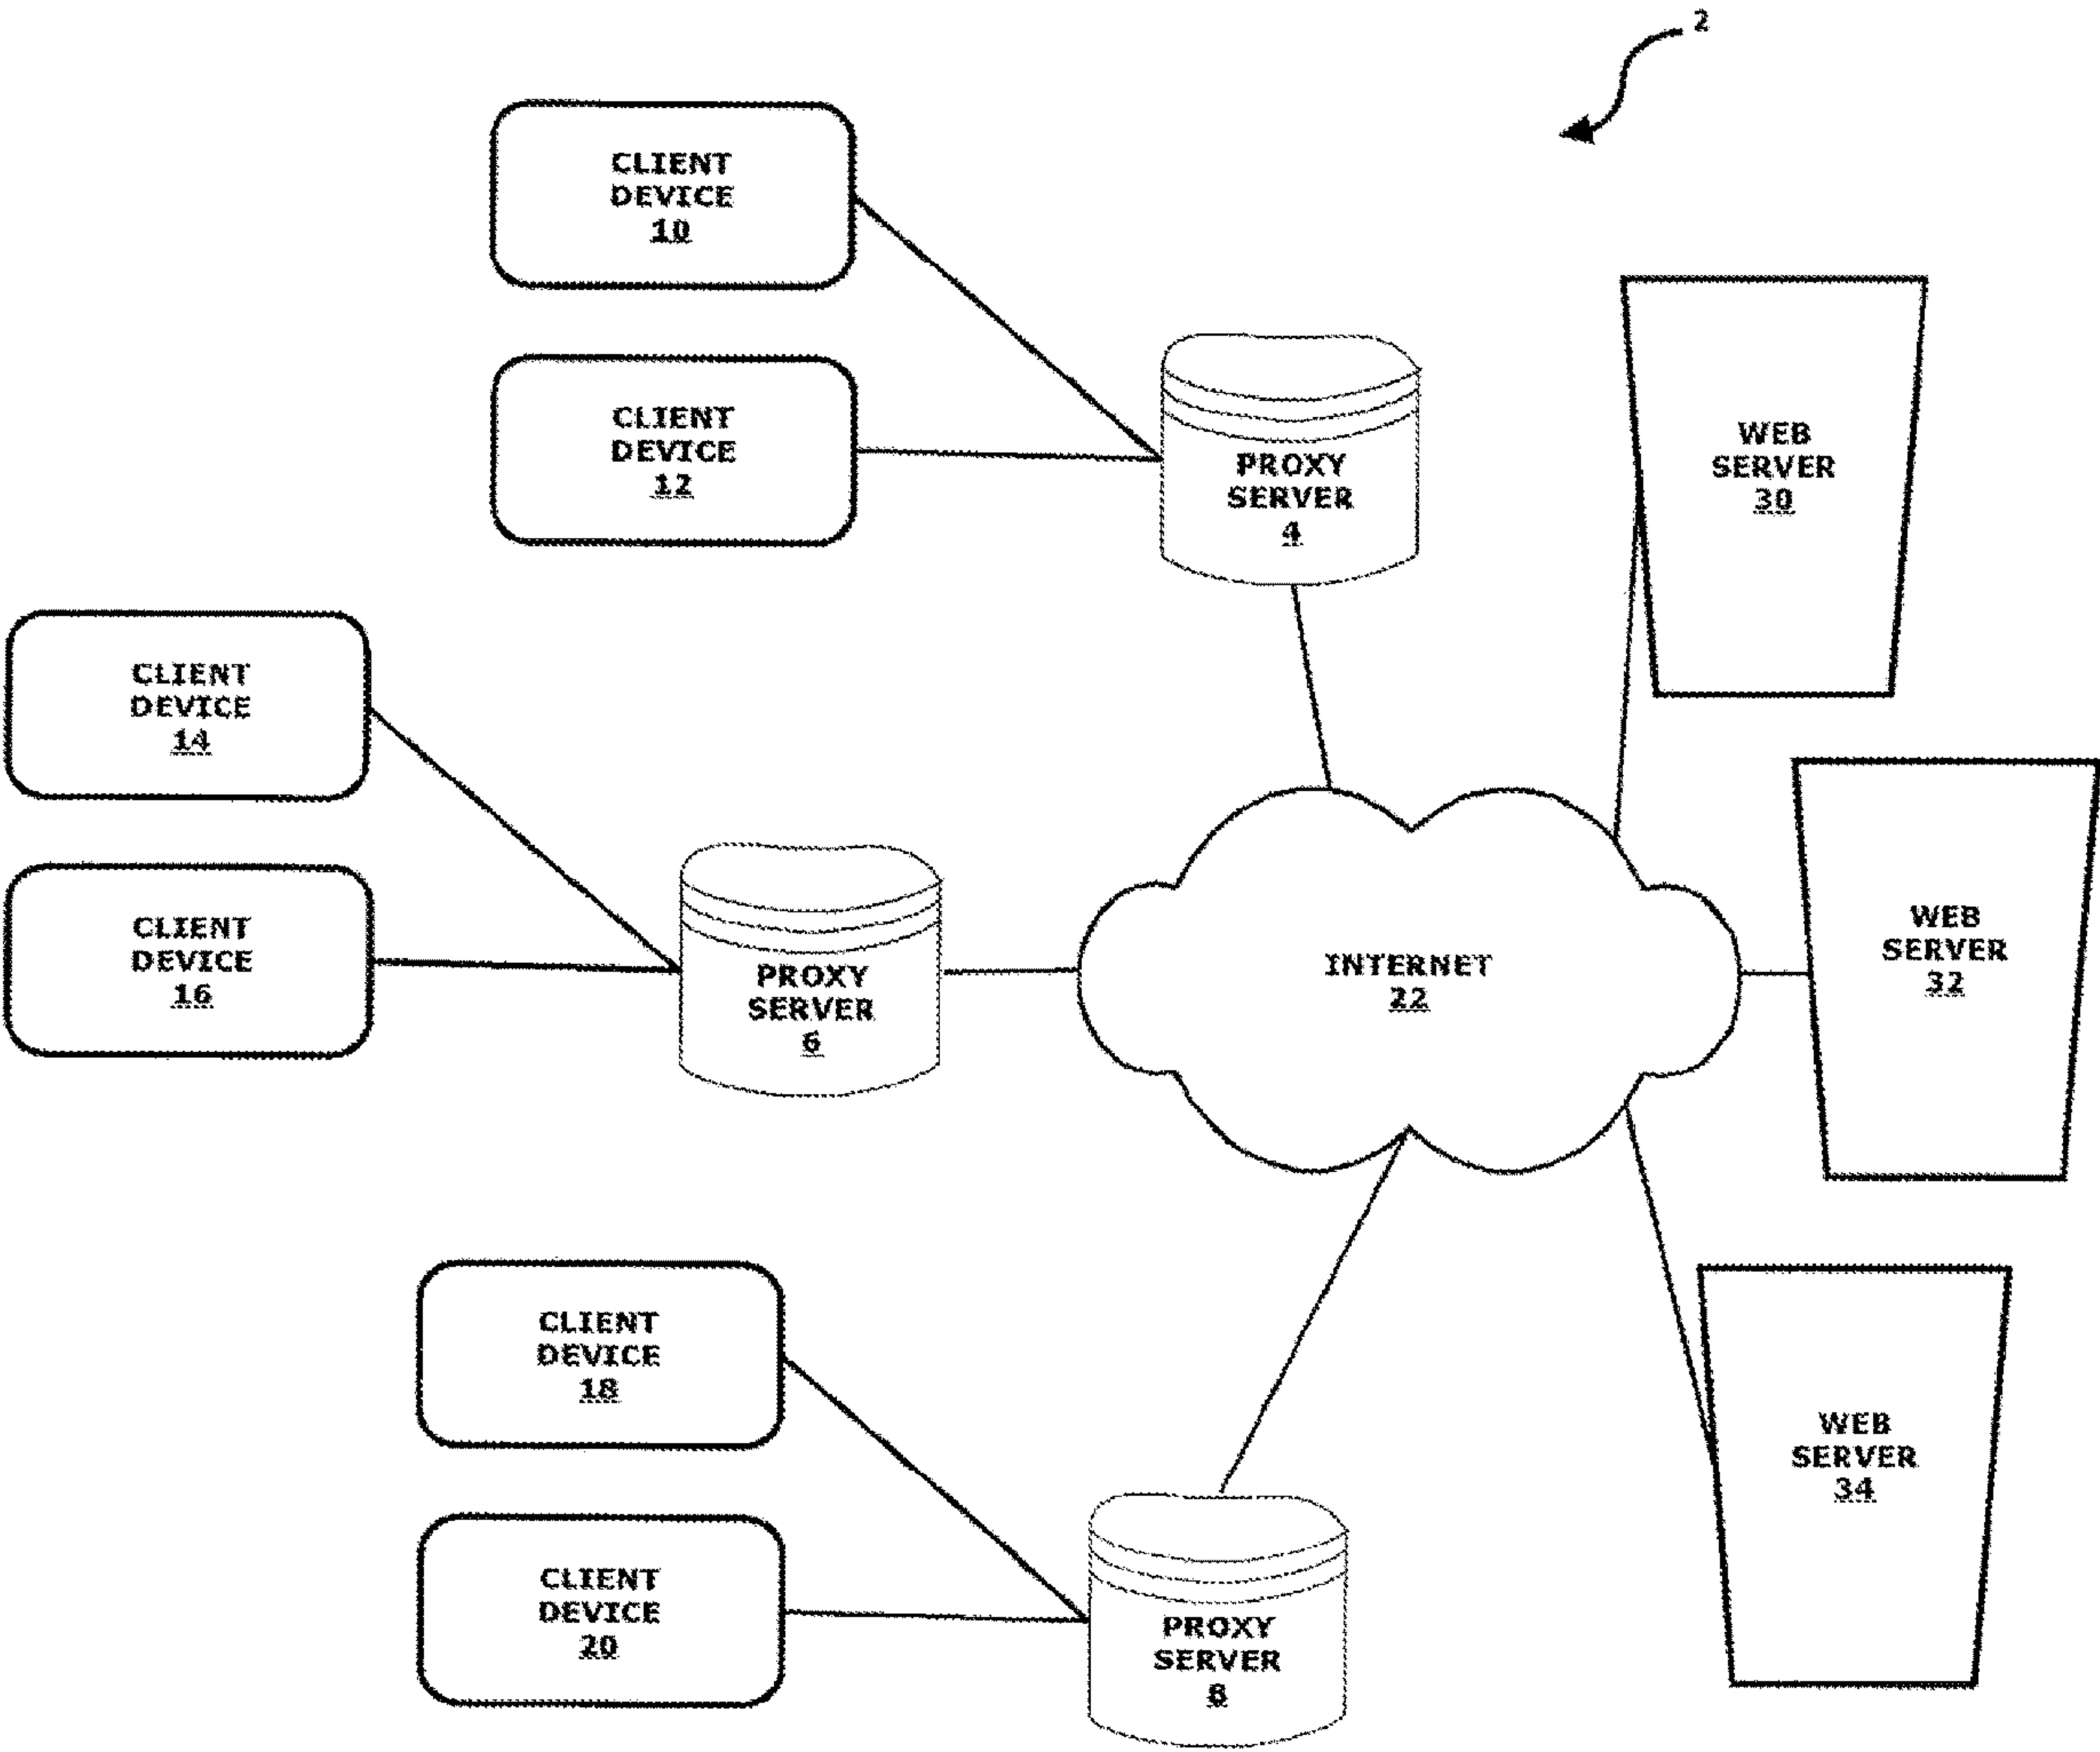 2
CLIENT
DEVICE
10
CLIENT
DEVICE
12
PROXY
SERVER
4
WEB
SERVER
30
CLIENT
DEVICE
14
CLIENT
DEVICE
16
PROXY
SERVER
6
INTERNET
22
WEB
SERVER
32
CLIENT
DEVICE
18
CLIENT
DEVICE
20
PROXY
SERVER
8
WEB
SERVER
34